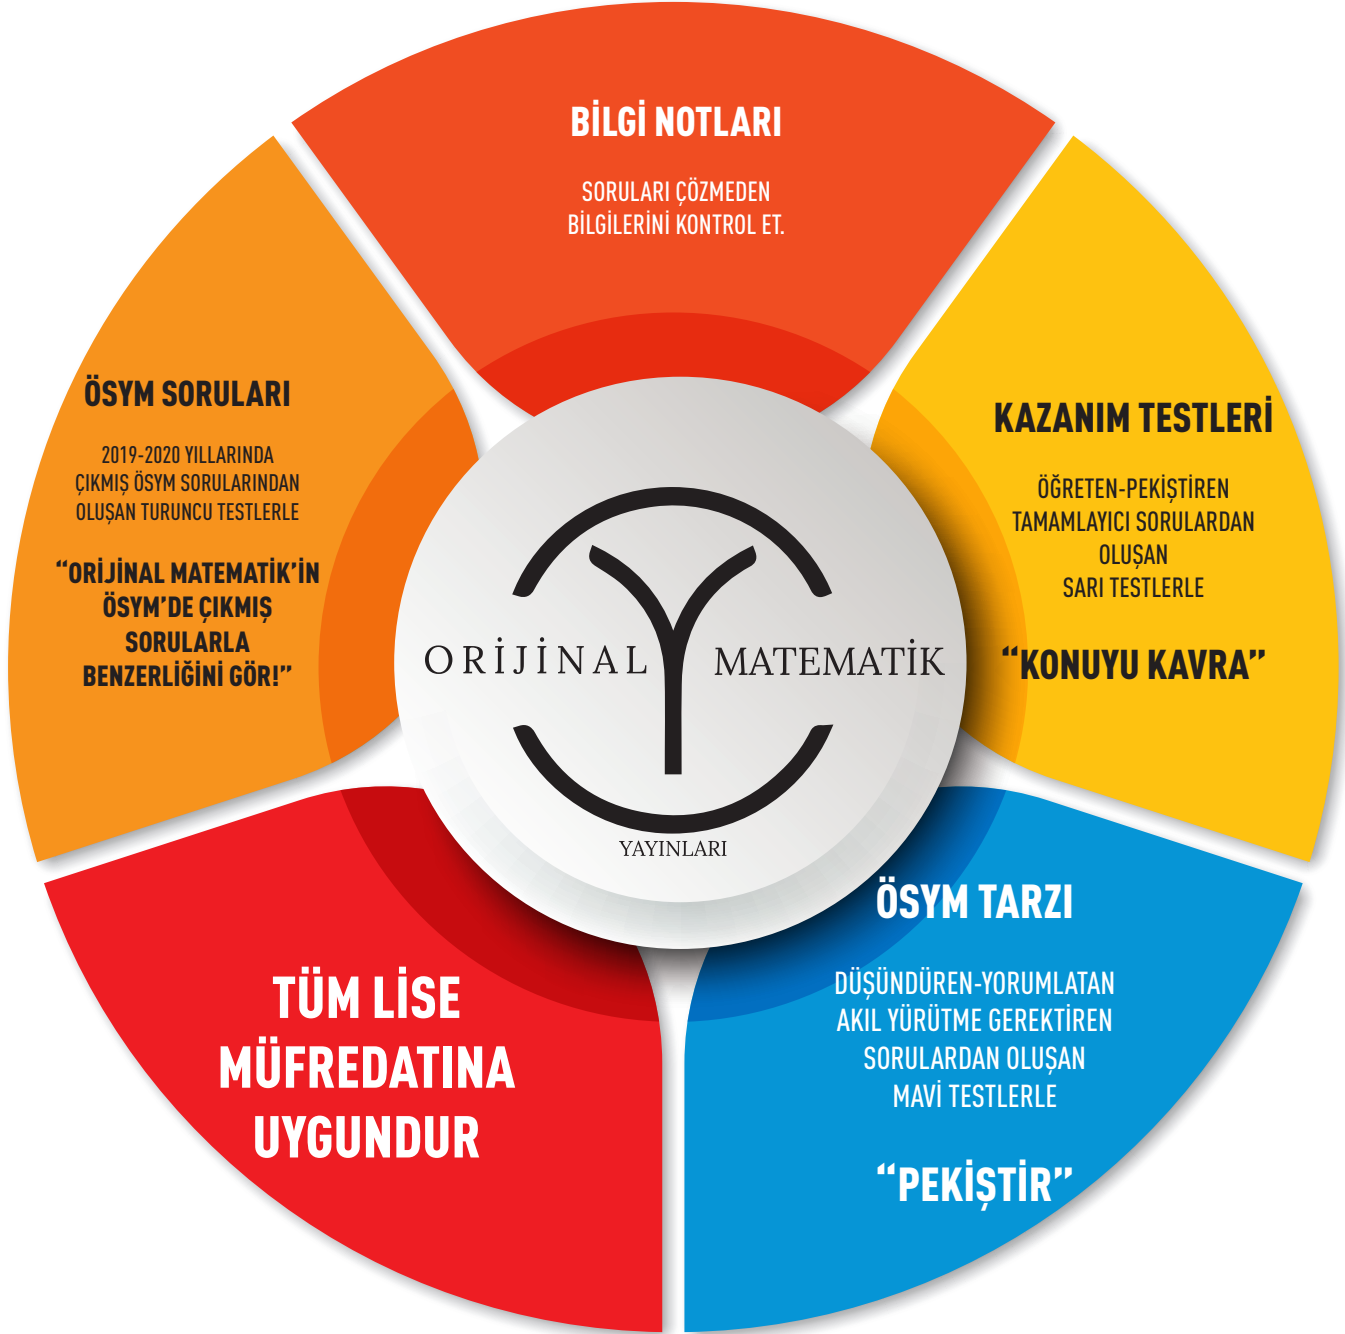 BİLGİ NOTLARI
SORULARI ÇÖZMEDEN
BİLGİLERİNİ KONTROL ET.
KAZANIM TESTLERİ
ÖĞRETEN-PEKİŞTİREN
TAMAMLAYICI SORULARDAN
OLUŞAN
SARI TESTLERLE
“KONUYU KAVRA”
ÖSYM TARZI
DÜŞÜNDÜREN-YORUMLATAN
AKIL YÜRÜTME GEREKTİREN
SORULARDAN OLUŞAN
MAVİ TESTLERLE
“PEKİŞTİR”
TÜM LİSE
MÜFREDATINA
UYGUNDUR
ÖSYM SORULARI
2019-2020 YILLARINDA
ÇIKMIŞ ÖSYM SORULARINDAN
OLUŞAN TURUNCU TESTLERLE
“ORİJİNAL MATEMATİK’İN
ÖSYM’DE ÇIKMIŞ
SORULARLA
BENZERLİĞİNİ GÖR!”
ORİJİNAL MATEMATİK
YAYINLARI